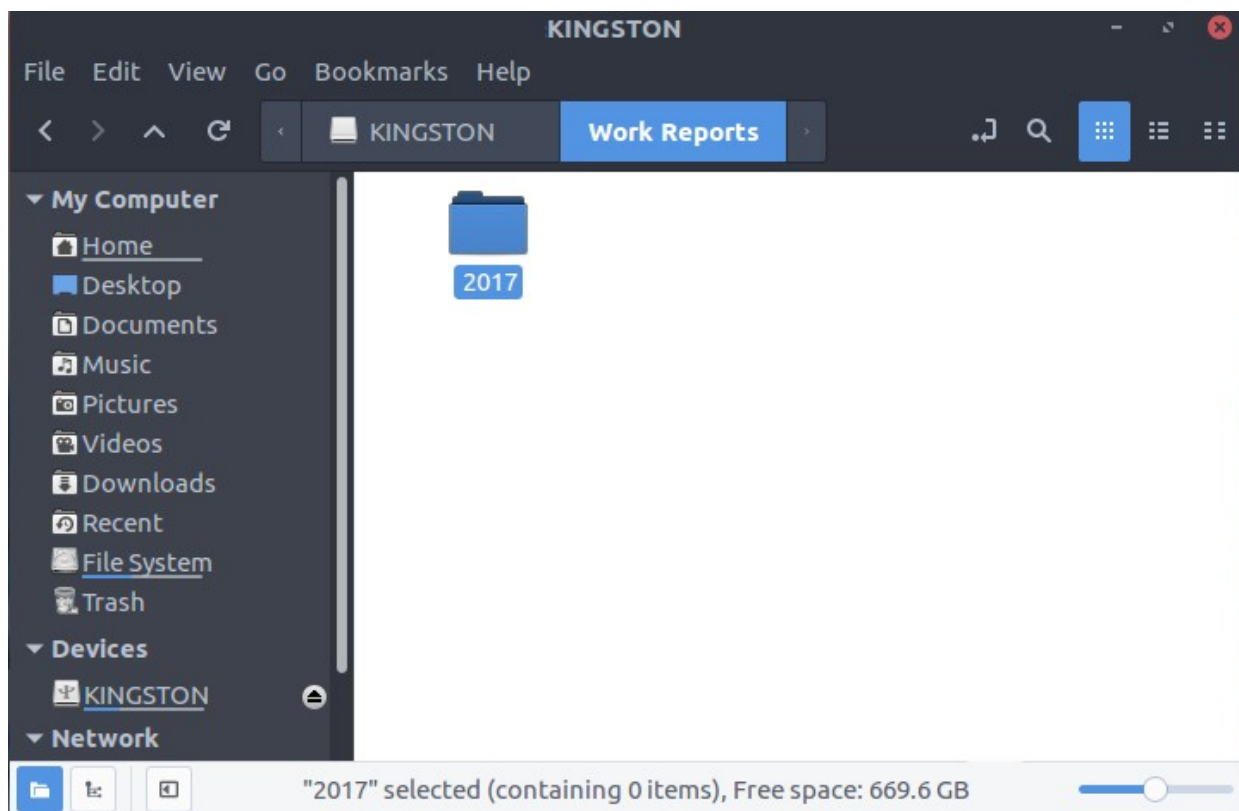 KINGSTON
File Edit View Go Bookmarks Help
KINGSTON Work Reports
My Computer
Home
Desktop
Documents
Music
Pictures
Videos
Downloads
Recent
File System
Trash
Devices
KINGSTON
Network
2017
"2017" selected (containing 0 items), Free space: 669.6 GB